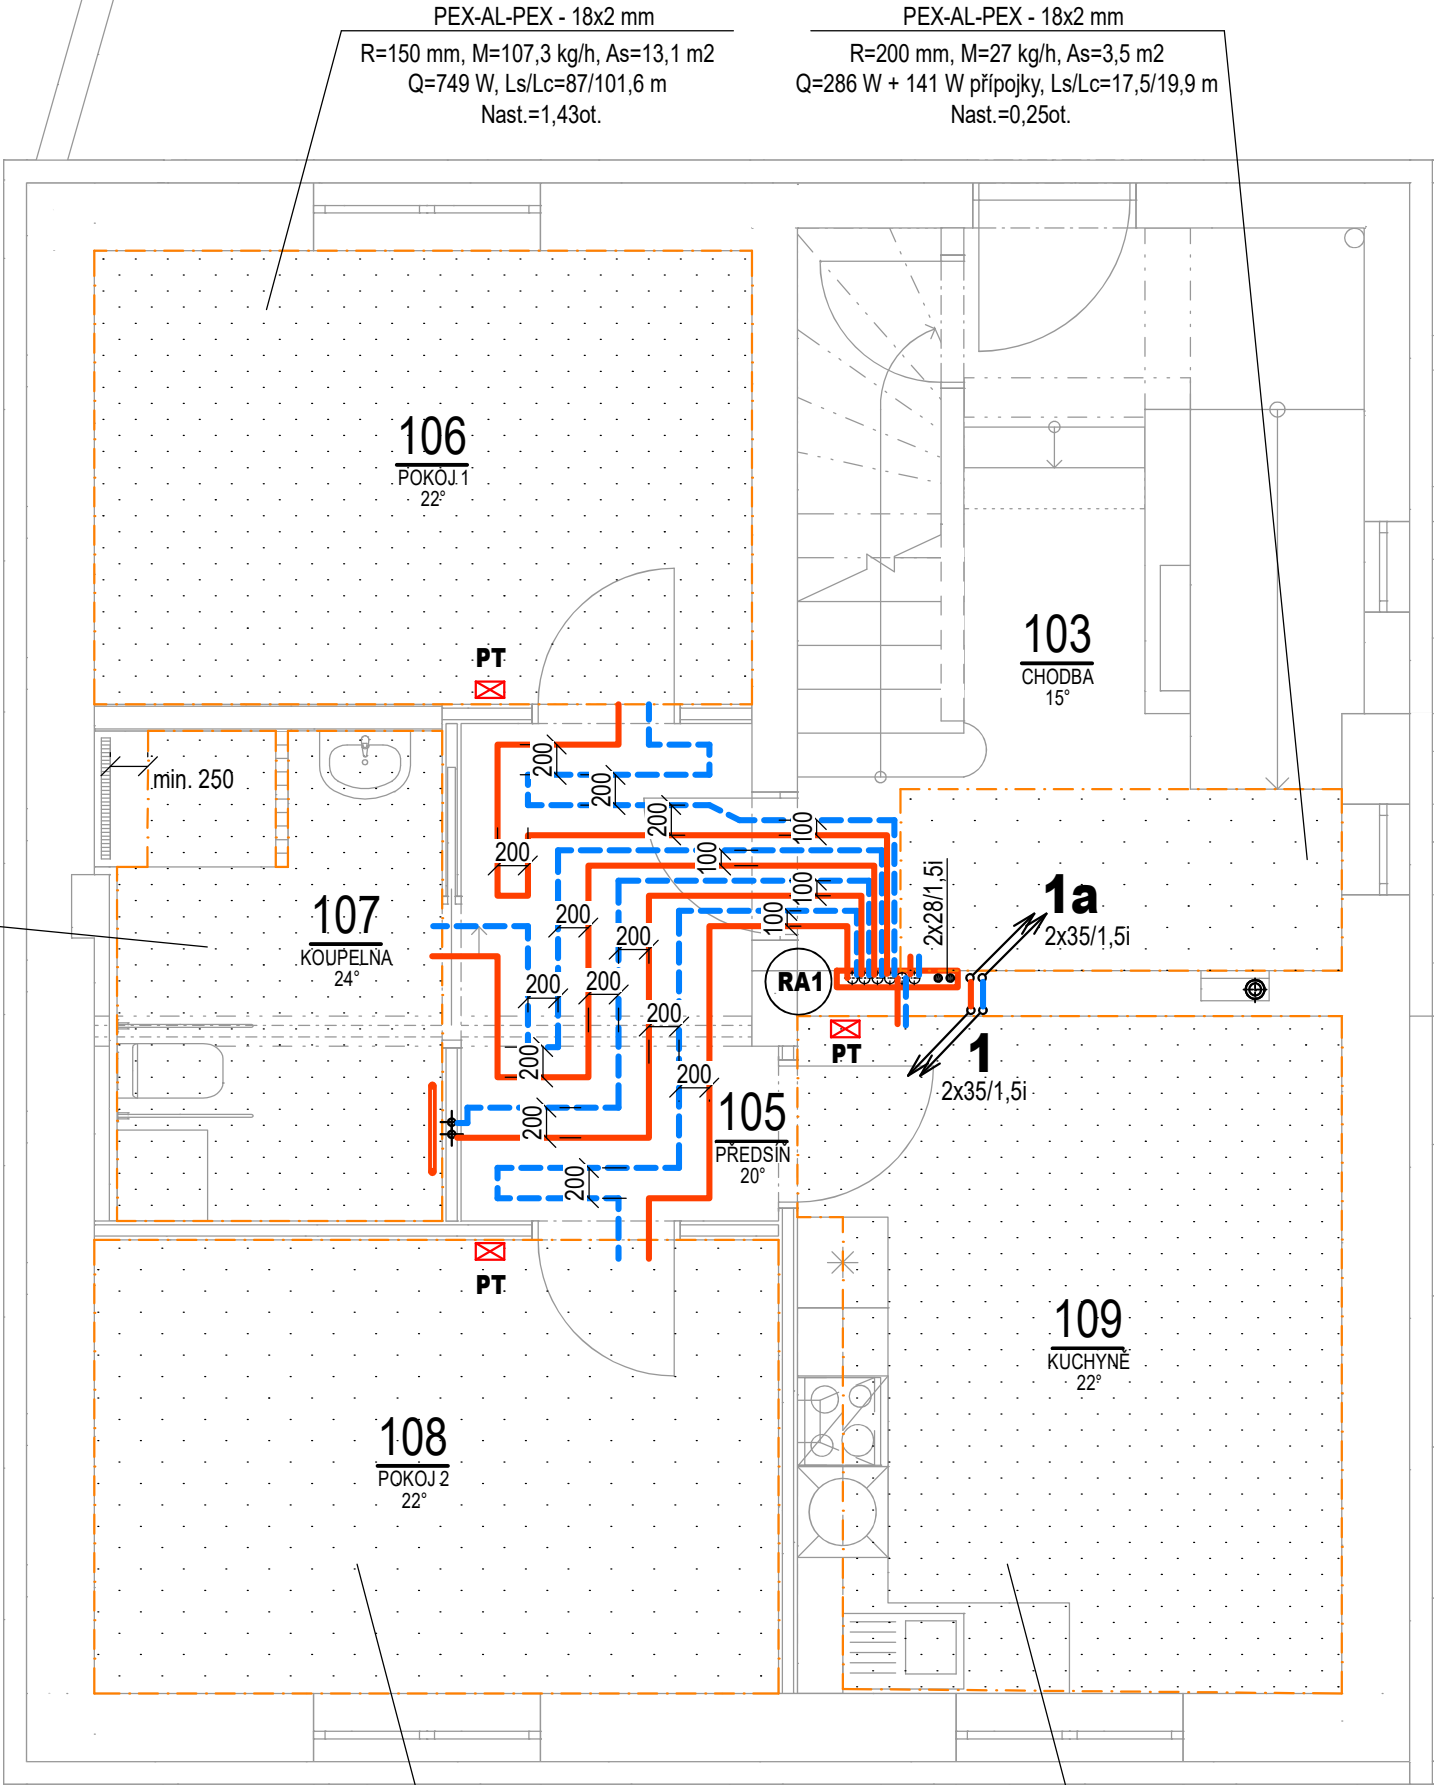 PEX-AL-PEX - 18x2 mm
R=150 mm, M=107,3 kg/h, As=13,1 m2
Q=749 W, Ls/Lc=87/101,6 m
Nast.=1,43ot.
PEX-AL-PEX - 18x2 mm
R=200 mm, M=27 kg/h, As=3,5 m2
Q=286 W + 141 W přípojky, Ls/Lc=17,5/19,9 m
Nast.=0,25ot.
106
POKOJ 1
22°
103
CHODBA
15°
PT
200
200
min. 250
200
100
200
100
100
2x28/1,5i
1a
2x35/1,5i
107
KOUPELNA
24°
200
100
200
200
200
RA1
200
PT
1
2x35/1,5i
200
200
200
105
PŘEDSÍŇ
20°
200
PT
109
KUCHYNĚ
22°
108
POKOJ 2
22°